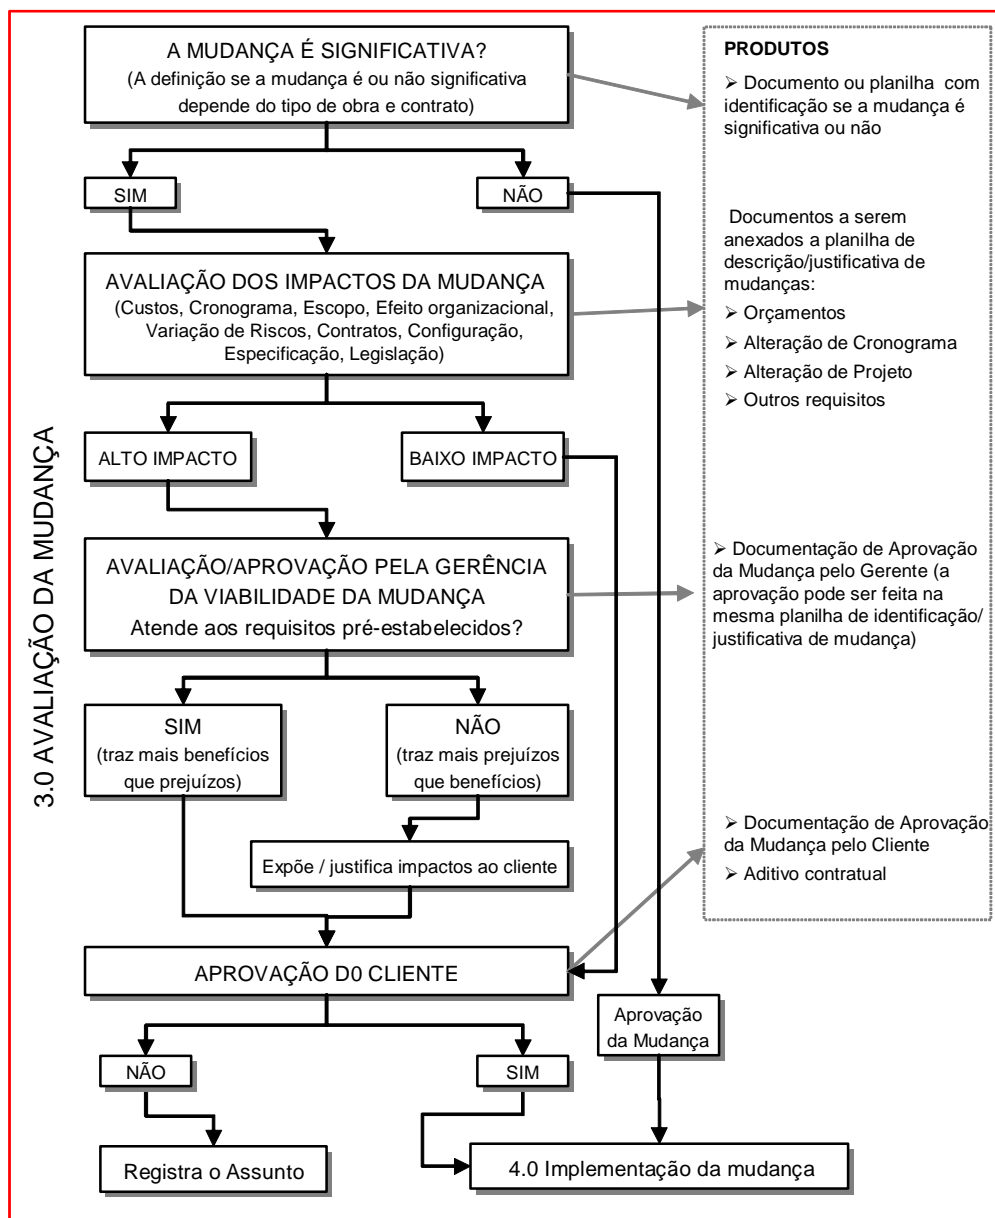 A MUDANÇA É SIGNIFICATIVA?
(A definição se a mudança é ou não significativa
depende do tipo de obra e contrato)
SIM
NÃO
AVALIAÇÃO DOS IMPACTOS DA MUDANÇA
(Custos, Cronograma, Escopo, Efeito organizacional,
Variação de Riscos, Contratos, Configuração,
Especificação, Legislação)
ALTO IMPACTO
BAIXO IMPACTO
3.0 AVALIAÇÃO DA MUDANÇA
AVALIAÇÃO/APROVAÇÃO PELA GERÊNCIA
DA VIABILIDADE DA MUDANÇA
Atende aos requisitos pré-estabelecidos?
SIM
(traz mais benefícios
que prejuízos)
NÃO
(traz mais prejuízos
que benefícios)
Expõe / justifica impactos ao cliente
APROVAÇÃO D0 CLIENTE
NÃO
SIM
Aprovação
da Mudança
Registra o Assunto
4.0 Implementação da mudança
PRODUTOS
➢ Documento ou planilha com
identificação se a mudança é
significativa ou não
Documentos a serem
anexados a planilha de
descrição/justificativa de
mudanças:
➢ Orçamentos
➢ Alteração de Cronograma
➢ Alteração de Projeto
➢ Outros requisitos
➢ Documentação de Aprovação
da Mudança pelo Gerente (a
aprovação pode ser feita na
mesma planilha de identificação/
justificativa de mudança)
➢ Documentação de Aprovação
da Mudança pelo Cliente
➢ Aditivo contratual